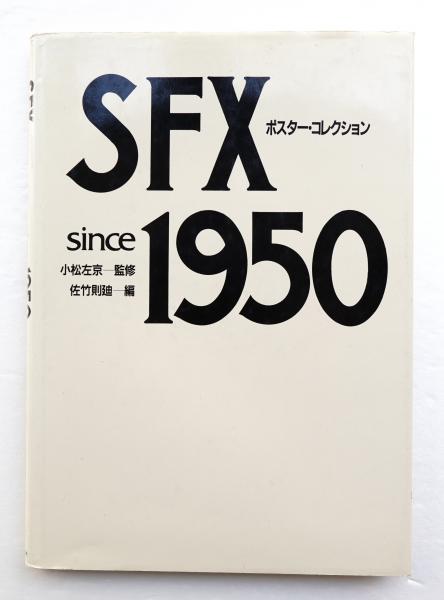 SFX
ポスター・コレクション
since
1950
小松左京—監修
佐竹則廸—編